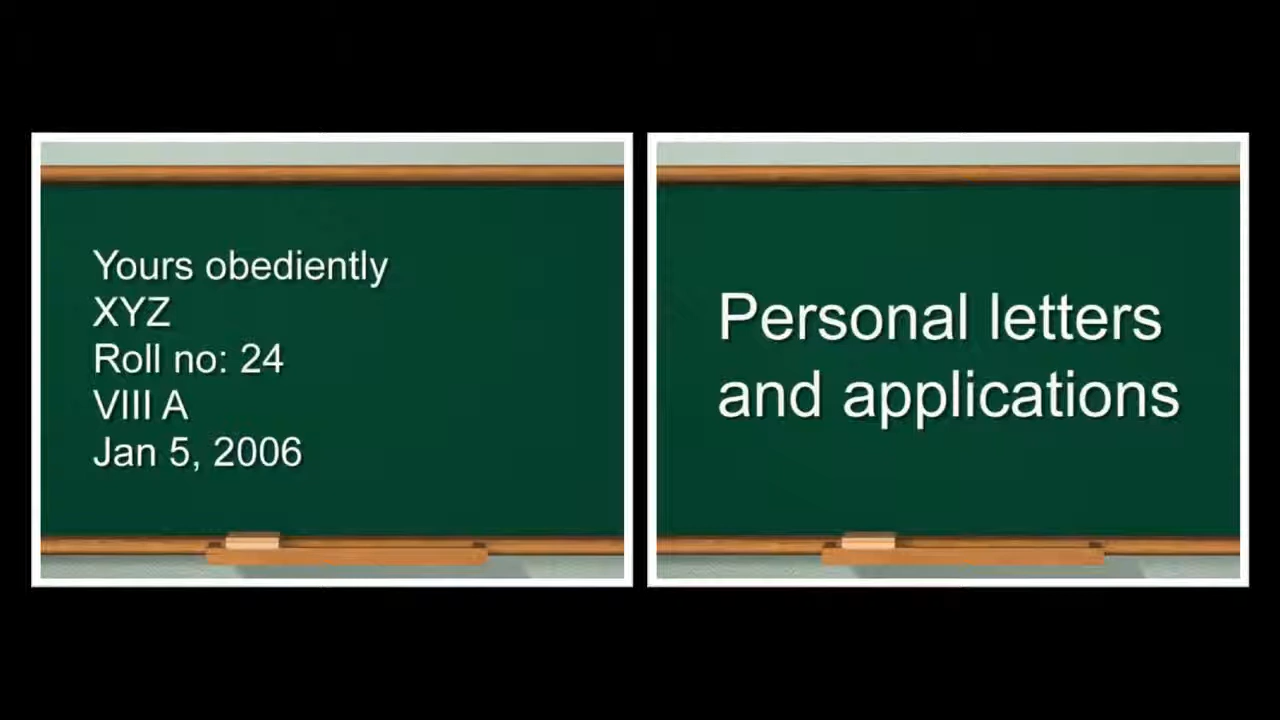 Yours obediently
XYZ
Roll no: 24
VIII A
Jan 5, 2006
Personal letters
and applications